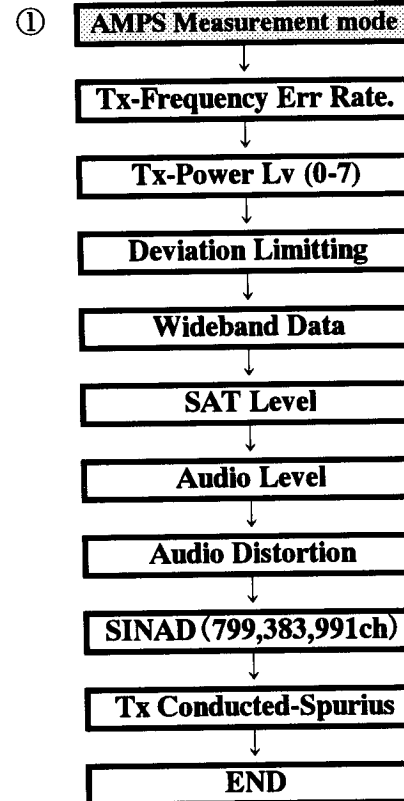 ① AMPS Measurement mode
Tx-Frequency Err Rate.
Tx-Power Lv (0-7)
Deviation Limitting
Wideband Data
SAT Level
Audio Level
Audio Distortion
SINAD(799,383,991ch)
Tx Conducted-Spurius
END